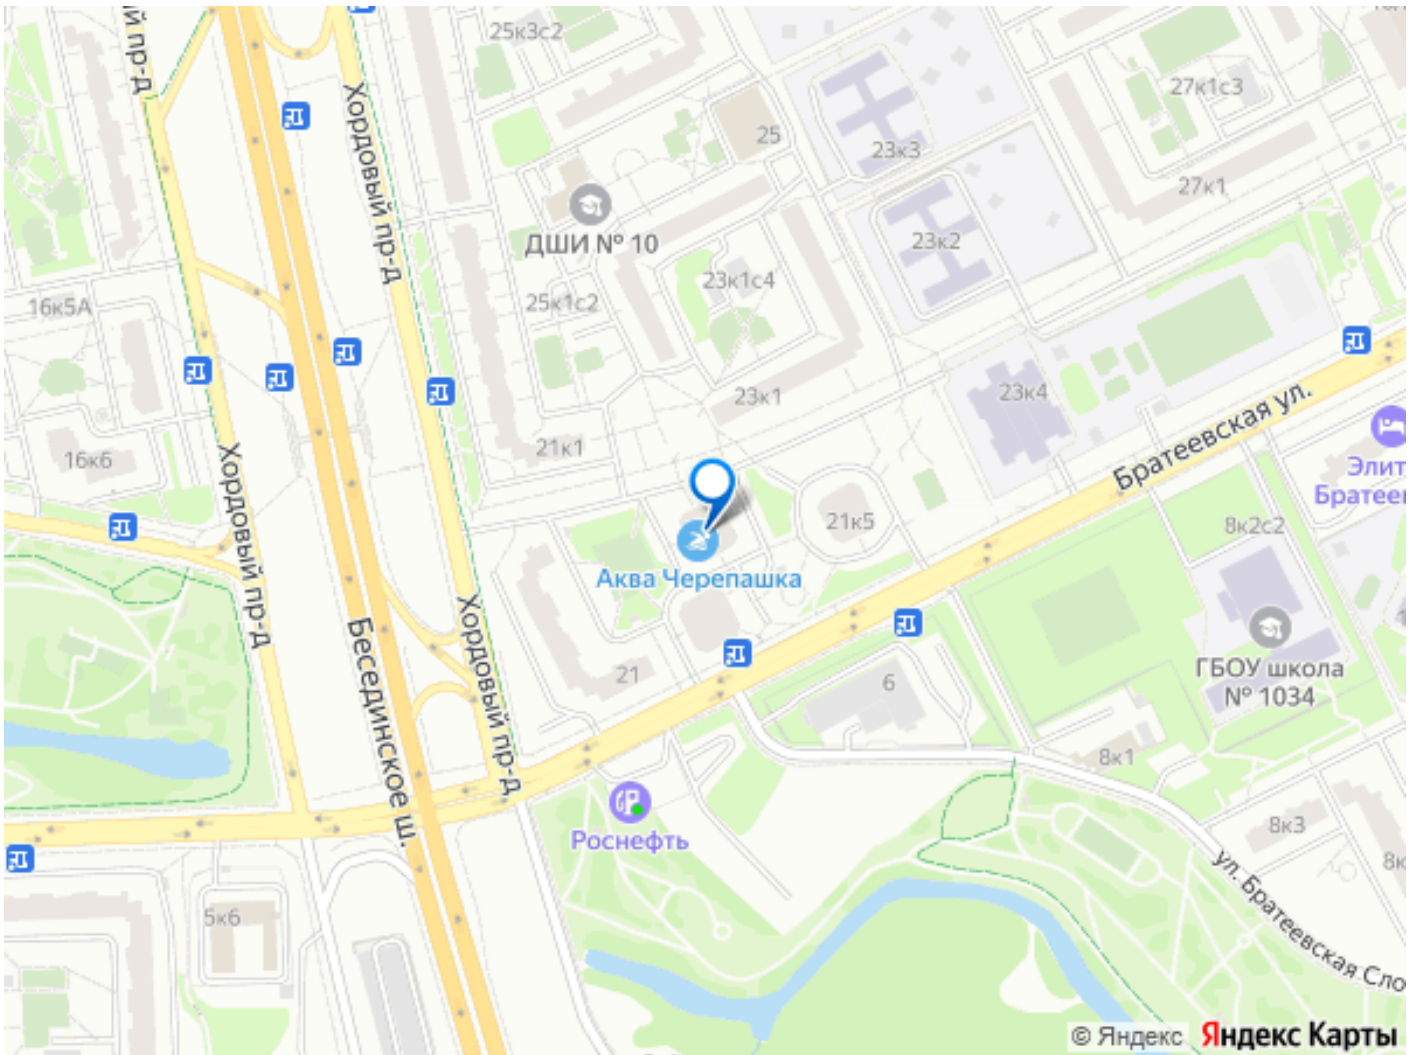 25к3с2
й пр-д
Хордовый пр-д
27к1с3
25
23к3
27к1
ДШИ № 10
23к2
23к1с4
25к1с2
16к5А
23к1
23к4
Братеевская ул.
21к1
16к6
Хордовый пр-д
Элит
Братеев
21к5
8к2с2
Аква Черепашка
Хордовый пр-д
Бесединское ш.
21
6
ГБОУ школа
№ 1034
8к1
Роснефть
8к3
8к
ул. Братеевская Сло
5к6
© Яндекс Яндекс Карты